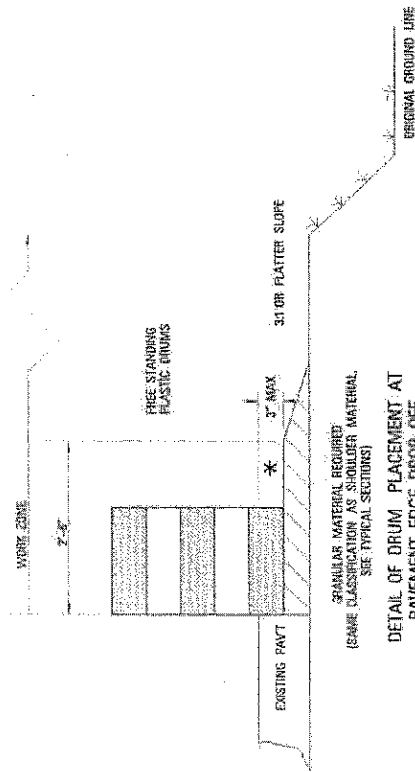 WORK ZONE
2'-6"
FREE STANDING
PLASTIC DRUMS
3" MAX.
3:1 OR FLATTER SLOPE
EXISTING PAV'T
GRANULAR MATERIAL REQUIRED
(SAME CLASSIFICATION AS SHOULDER MATERIAL,
SEE TYPICAL SECTIONS)
ORIGINAL GROUND LINE
DETAIL OF DRUM PLACEMENT AT
PAVEMENT EDGE DROP OFF